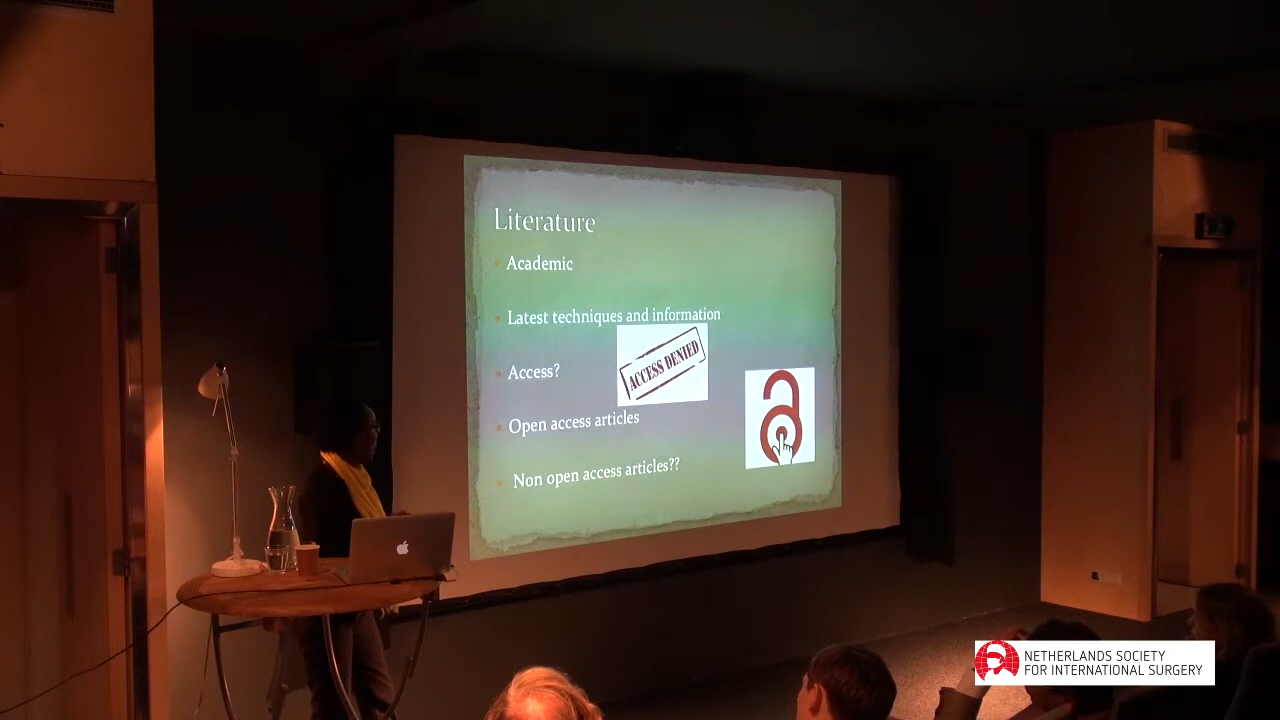 Literature
Academic
Latest techniques and information
ACCESS DENIED
Access?
Open access articles
Non open access articles??
NETHERLANDS SOCIETY
FOR INTERNATIONAL SURGERY